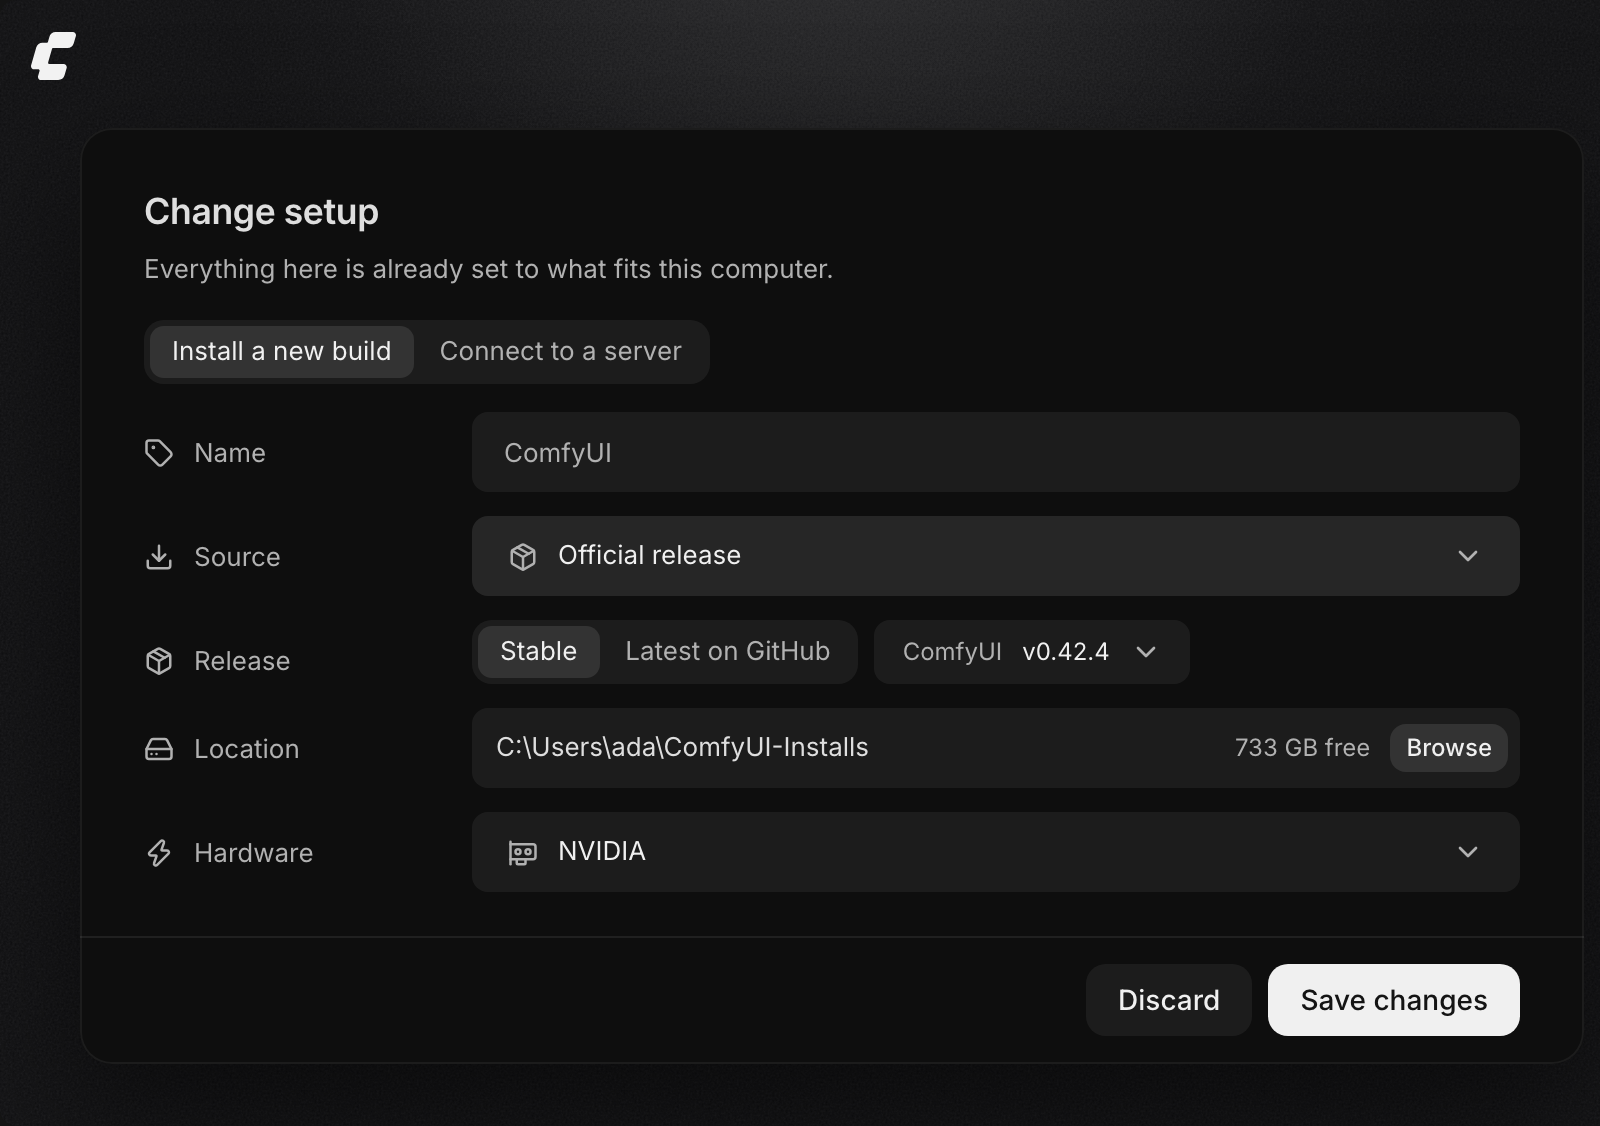 Change setup
Everything here is already set to what fits this computer.
Install a new build Connect to a server
Name ComfyUI
Source Official release
Release Stable Latest on GitHub ComfyUI v0.42.4
Location C:\Users\ada\ComfyUI-Installs 733 GB free Browse
Hardware NVIDIA
Discard Save changes